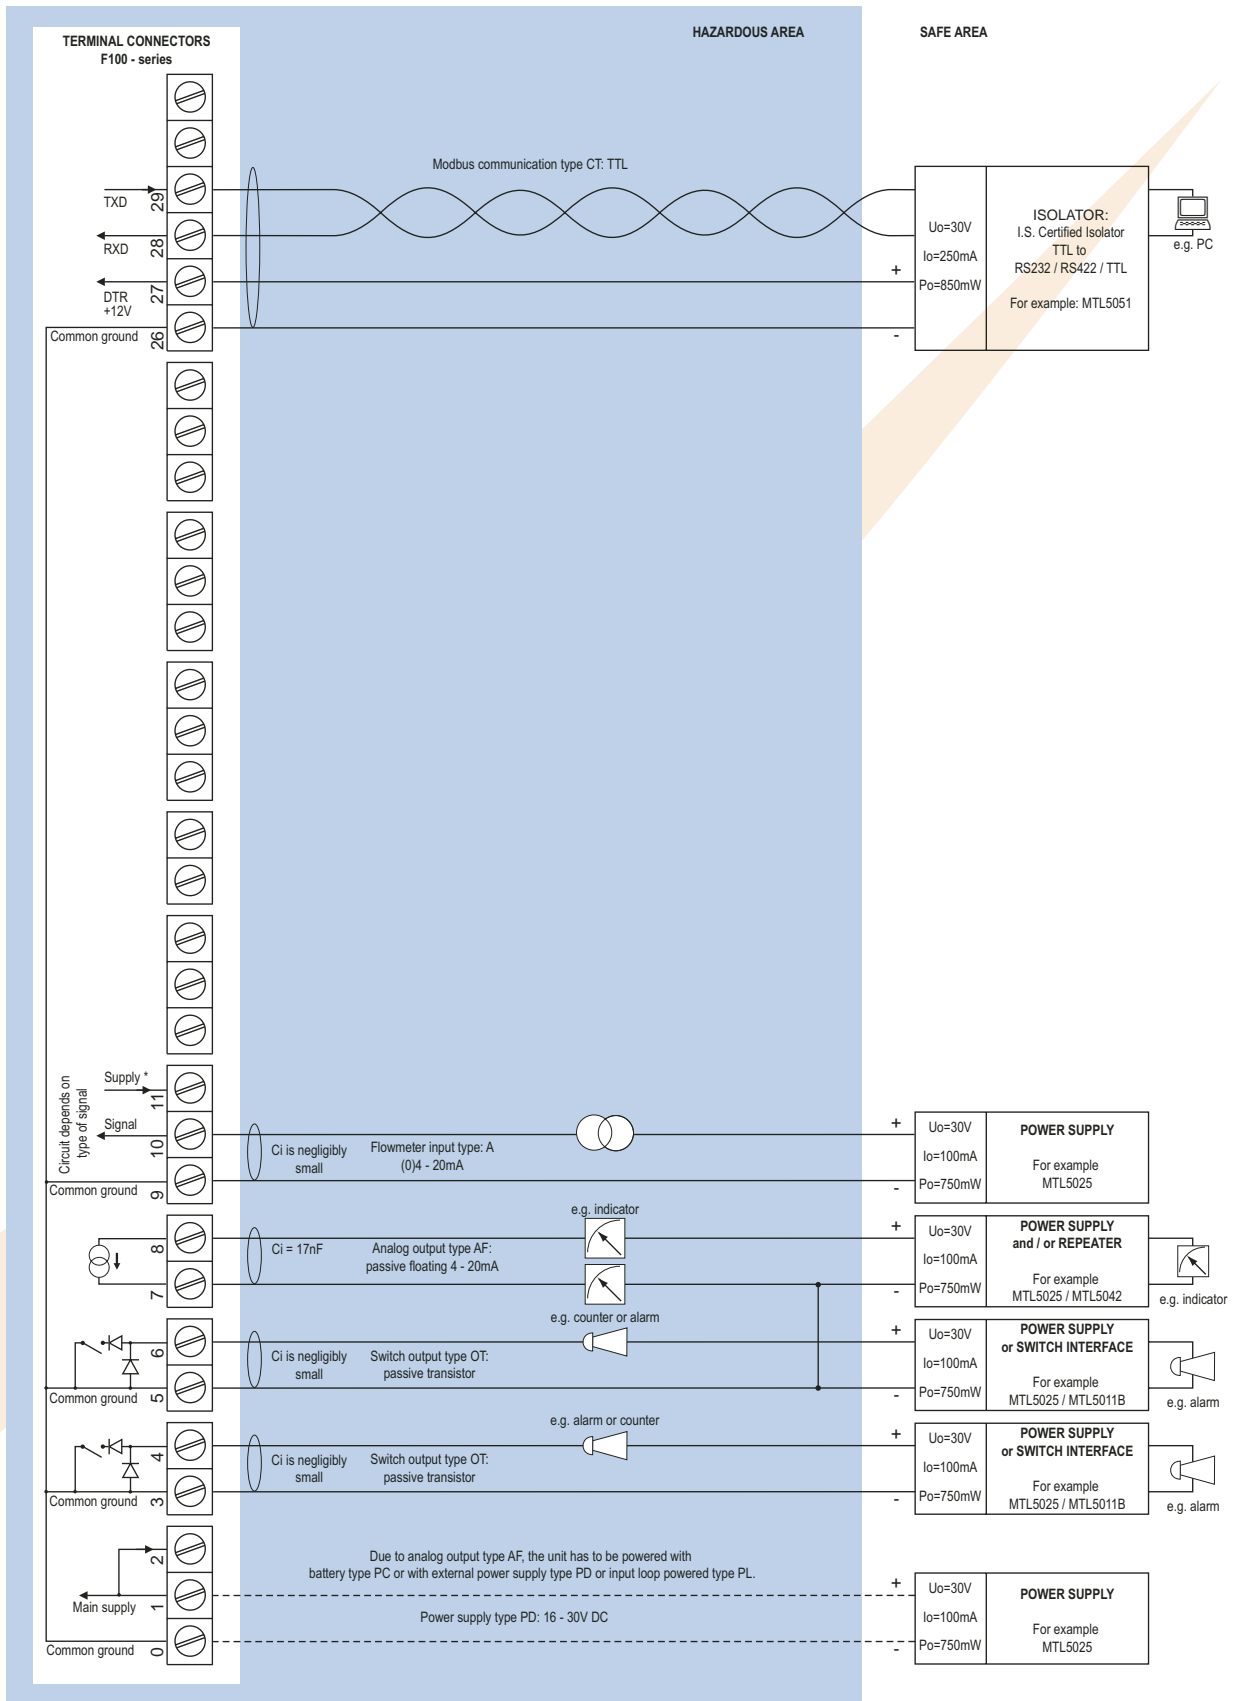 HAZARDOUS AREA
SAFE AREA
TERMINAL CONNECTORS
F100 - series
Modbus communication type CT: TTL
TXD
29
RXD
28
DTR
+12V
27
Common ground
26
+
-
Uo=30V
Io=250mA
Po=850mW
ISOLATOR:
I.S. Certified Isolator
TTL to
RS232 / RS422 / TTL
For example: MTL5051
e.g. PC
Circuit depends on
type of signal
Supply *
11
Signal
10
Common ground
9
Ci is negligibly
small
Flowmeter input type: A
(0)4 - 20mA
+
-
Uo=30V
Io=100mA
Po=750mW
POWER SUPPLY
For example
MTL5025
8
7
Ci = 17nF
Analog output type AF:
passive floating 4 - 20mA
e.g. indicator
+
-
Uo=30V
Io=100mA
Po=750mW
POWER SUPPLY
and / or REPEATER
For example
MTL5025 / MTL5042
e.g. indicator
6
Common ground
5
Ci is negligibly
small
Switch output type OT:
passive transistor
e.g. counter or alarm
+
-
Uo=30V
Io=100mA
Po=750mW
POWER SUPPLY
or SWITCH INTERFACE
For example
MTL5025 / MTL5011B
e.g. alarm
4
Common ground
3
Ci is negligibly
small
Switch output type OT:
passive transistor
e.g. alarm or counter
+
-
Uo=30V
Io=100mA
Po=750mW
POWER SUPPLY
or SWITCH INTERFACE
For example
MTL5025 / MTL5011B
e.g. alarm
2
Main supply
1
Common ground
0
Due to analog output type AF, the unit has to be powered with
battery type PC or with external power supply type PD or input loop powered type PL.
Power supply type PD: 16 - 30V DC
+
-
Uo=30V
Io=100mA
Po=750mW
POWER SUPPLY
For example
MTL5025